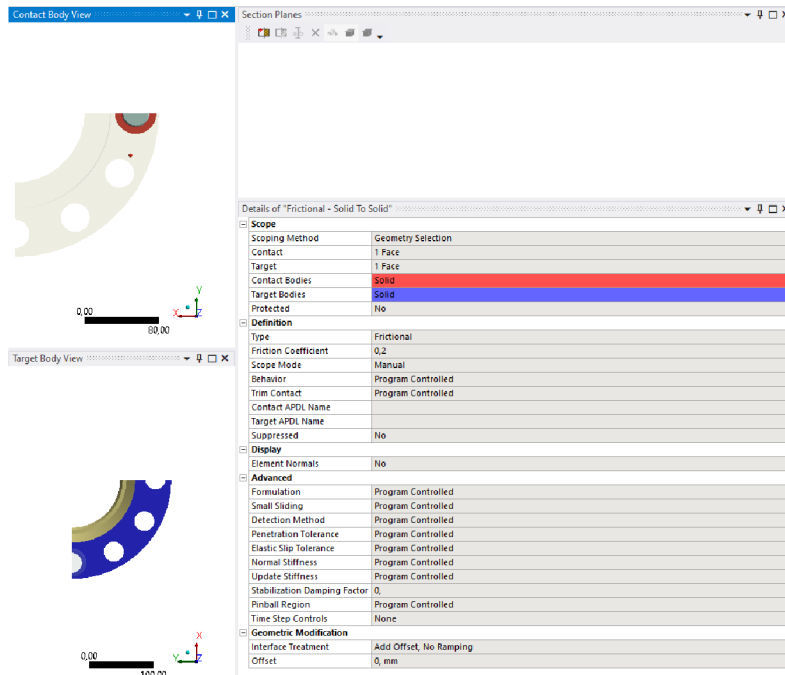 Contact Body View
0,00
80,00
X
Y
Z
Target Body View
0,00
100,00
X
Y
Z
Section Planes
Details of "Frictional - Solid To Solid"
Scope
Scoping Method Geometry Selection
Contact 1 Face
Target 1 Face
Contact Bodies Solid
Target Bodies Solid
Protected No
Definition
Type Frictional
Friction Coefficient 0,2
Scope Mode Manual
Behavior Program Controlled
Trim Contact Program Controlled
Contact APDL Name
Target APDL Name
Suppressed No
Display
Element Normals No
Advanced
Formulation Program Controlled
Small Sliding Program Controlled
Detection Method Program Controlled
Penetration Tolerance Program Controlled
Elastic Slip Tolerance Program Controlled
Normal Stiffness Program Controlled
Update Stiffness Program Controlled
Stabilization Damping Factor 0,
Pinball Region Program Controlled
Time Step Controls None
Geometric Modification
Interface Treatment Add Offset, No Ramping
Offset 0, mm